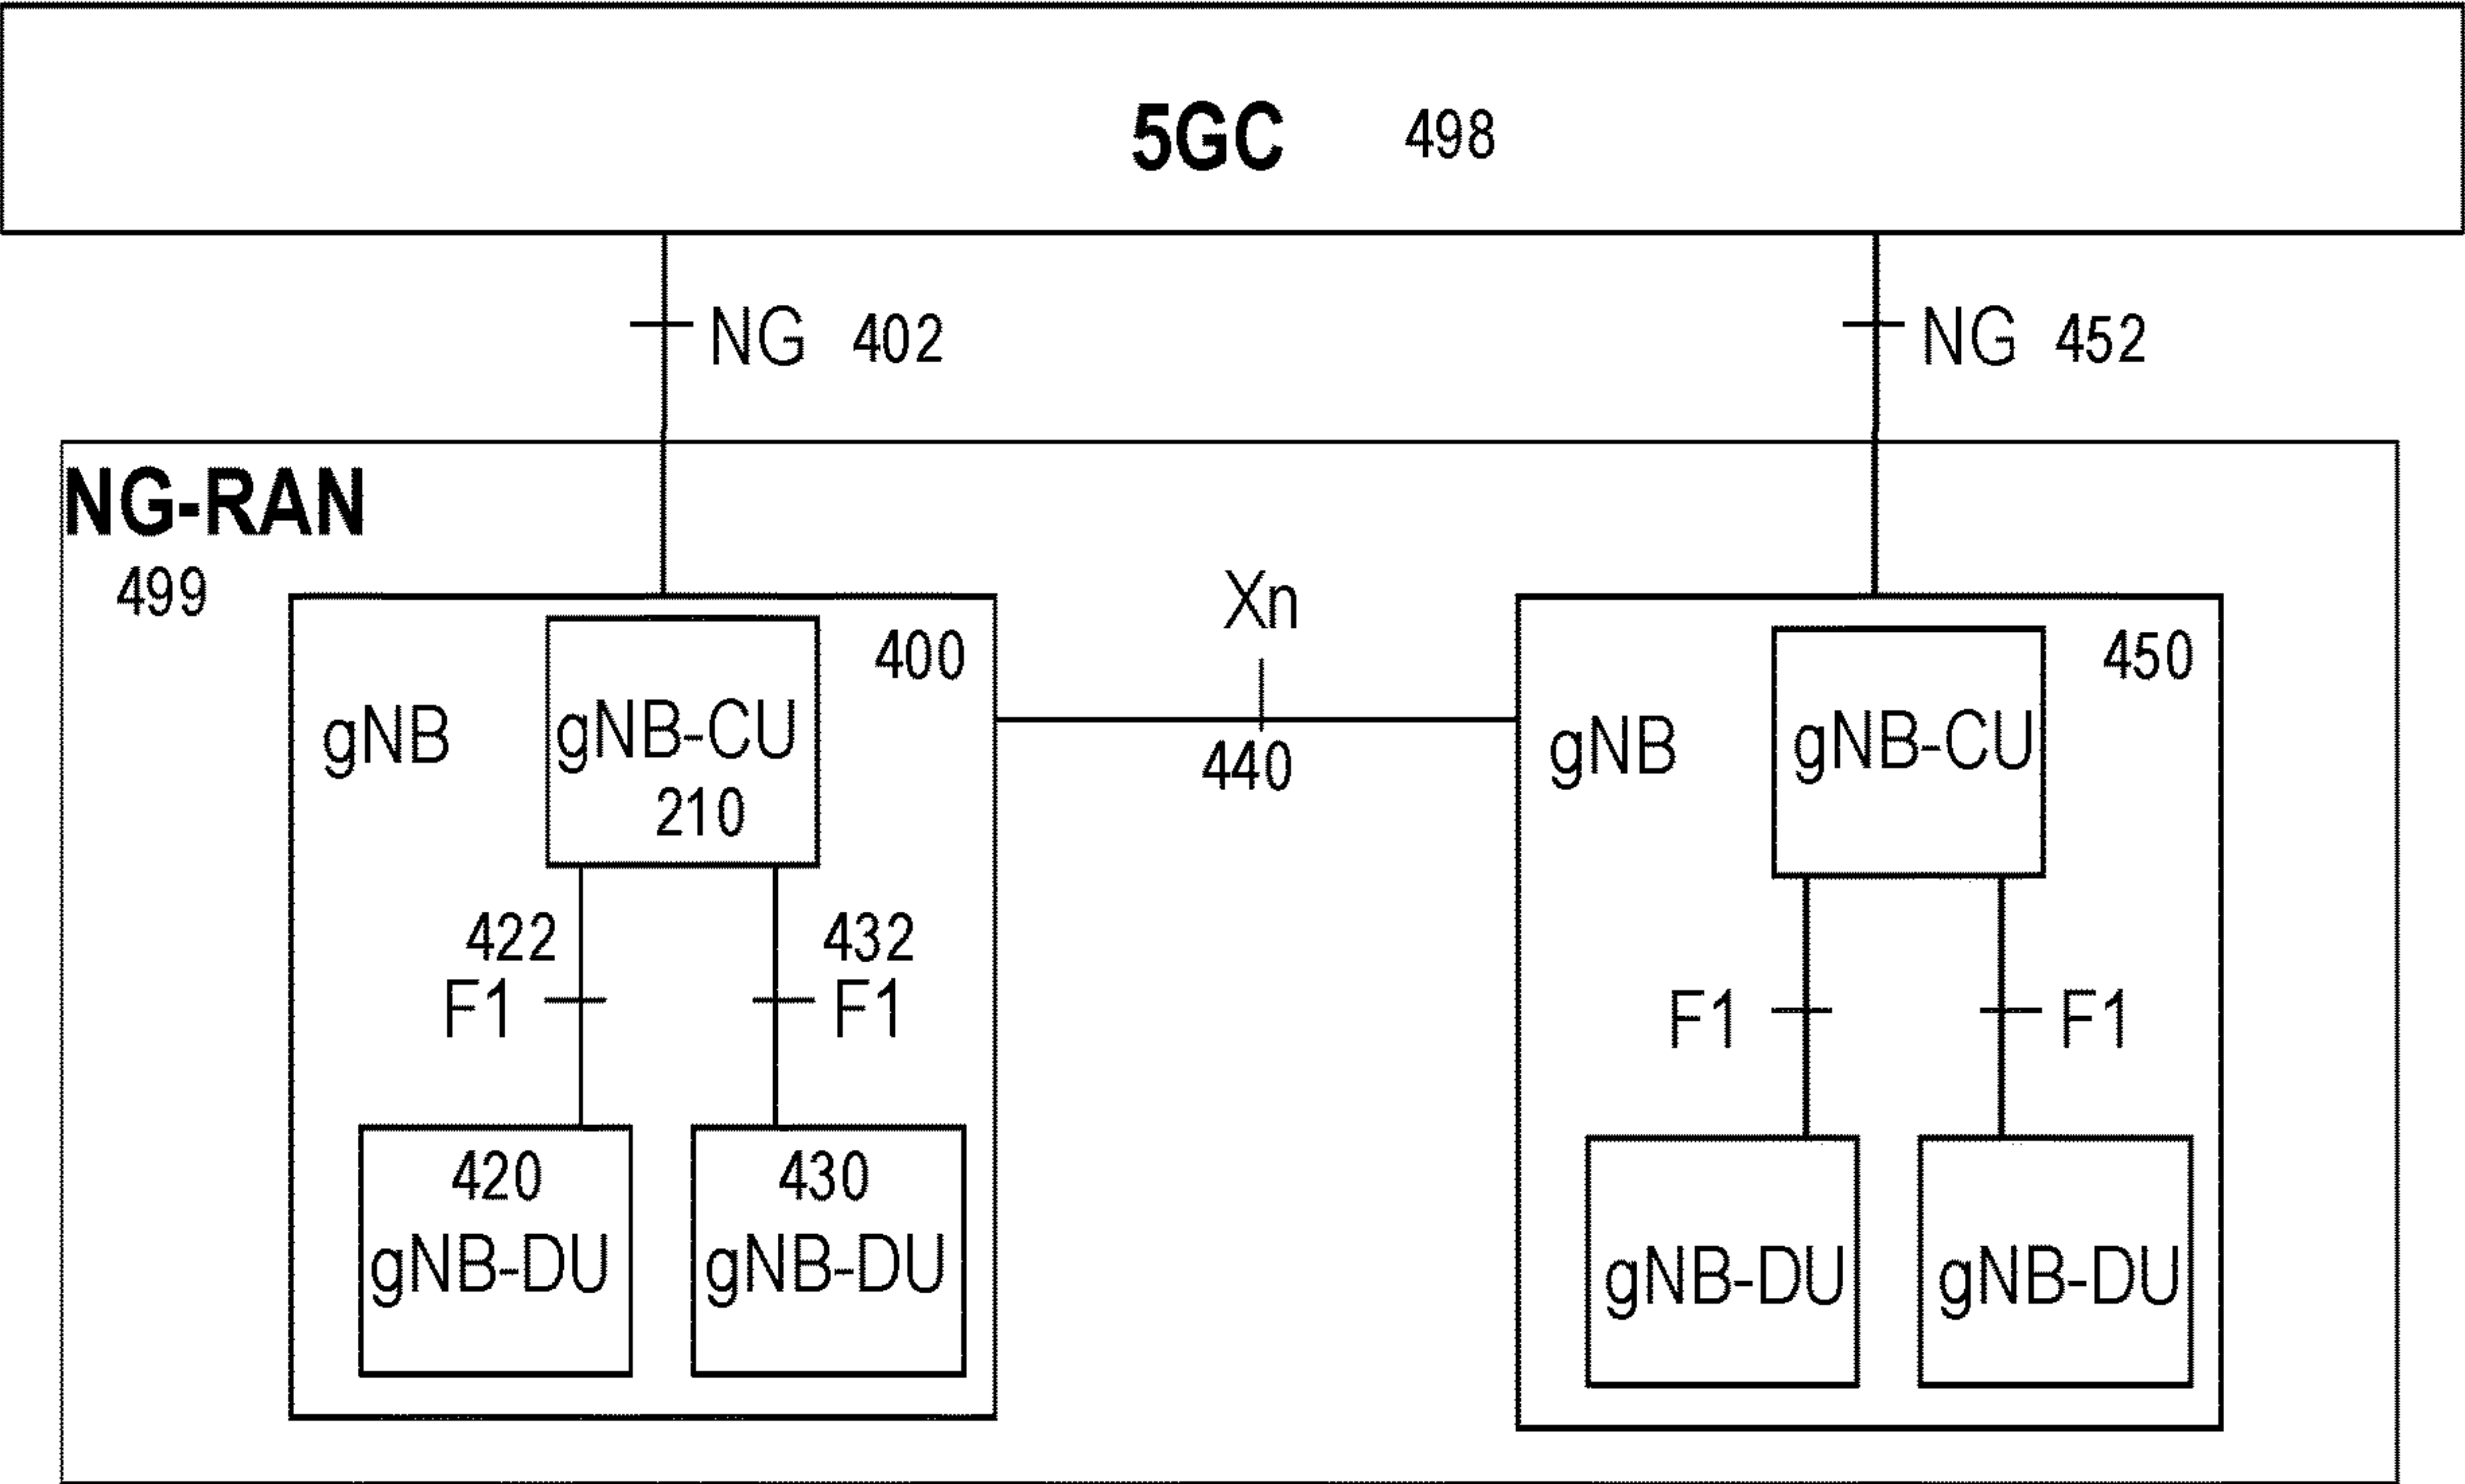 5GC 498
NG 402
NG 452
NG-RAN
499
Xn
440
400
gNB
gNB-CU
210
422
F1
432
F1
420
gNB-DU
430
gNB-DU
450
gNB
gNB-CU
F1
F1
gNB-DU
gNB-DU